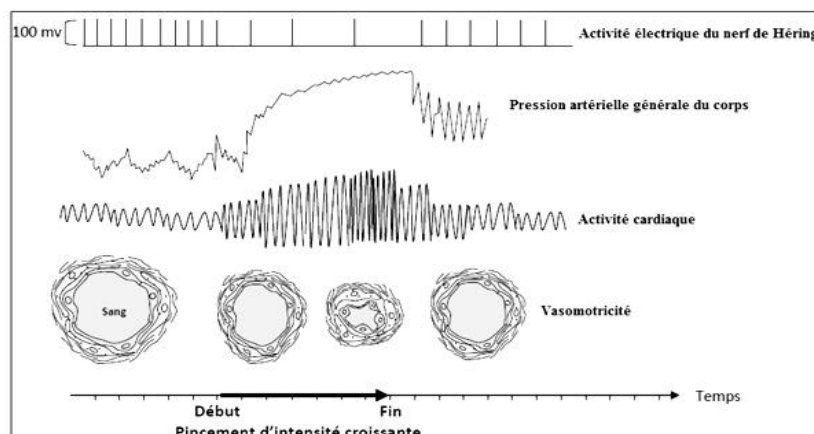 100 mv
Activité électrique du nerf de Héring
Pression artérielle générale du corps
Activité cardiaque
Sang
Vasomotricité
Temps
Début
Fin
Pincement d'intensité croissante